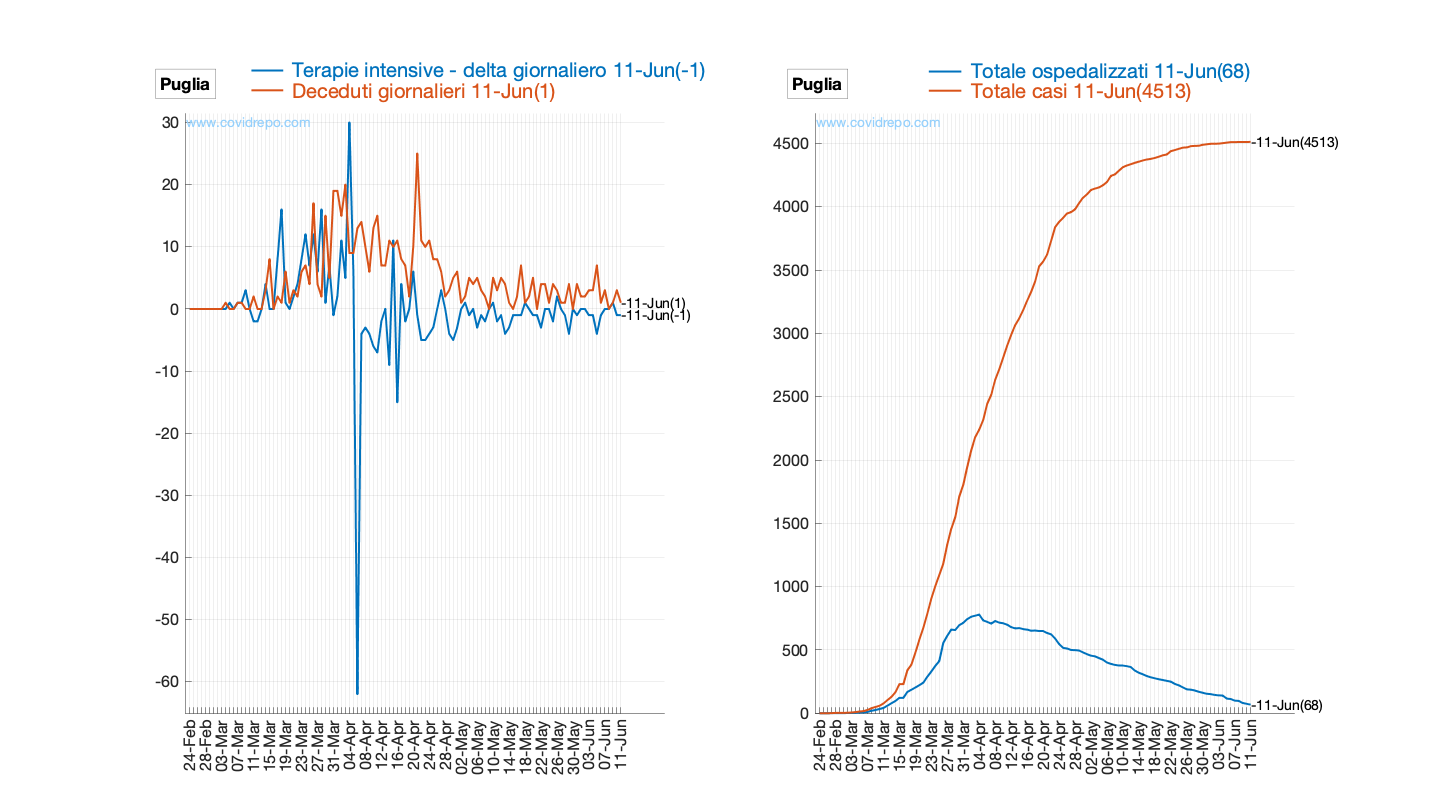 Puglia
Terapie intensive - delta giornaliero 11-Jun(-1)
Deceduti giornalieri 11-Jun(1)
www.covidrepo.com
30
20
10
0
-10
-20
-30
-40
-50
-60
-11-Jun(1)
-11-Jun(-1)
24-Feb
28-Feb
03-Mar
07-Mar
11-Mar
15-Mar
19-Mar
23-Mar
27-Mar
31-Mar
04-Apr
08-Apr
12-Apr
16-Apr
20-Apr
24-Apr
28-Apr
02-May
06-May
10-May
14-May
18-May
22-May
26-May
30-May
03-Jun
07-Jun
11-Jun
Puglia
Totale ospedalizzati 11-Jun(68)
Totale casi 11-Jun(4513)
www.covidrepo.com
4500
4000
3500
3000
2500
2000
1500
1000
500
0
-11-Jun(4513)
-11-Jun(68)
24-Feb
28-Feb
03-Mar
07-Mar
11-Mar
15-Mar
19-Mar
23-Mar
27-Mar
31-Mar
04-Apr
08-Apr
12-Apr
16-Apr
20-Apr
24-Apr
28-Apr
02-May
06-May
10-May
14-May
18-May
22-May
26-May
30-May
03-Jun
07-Jun
11-Jun